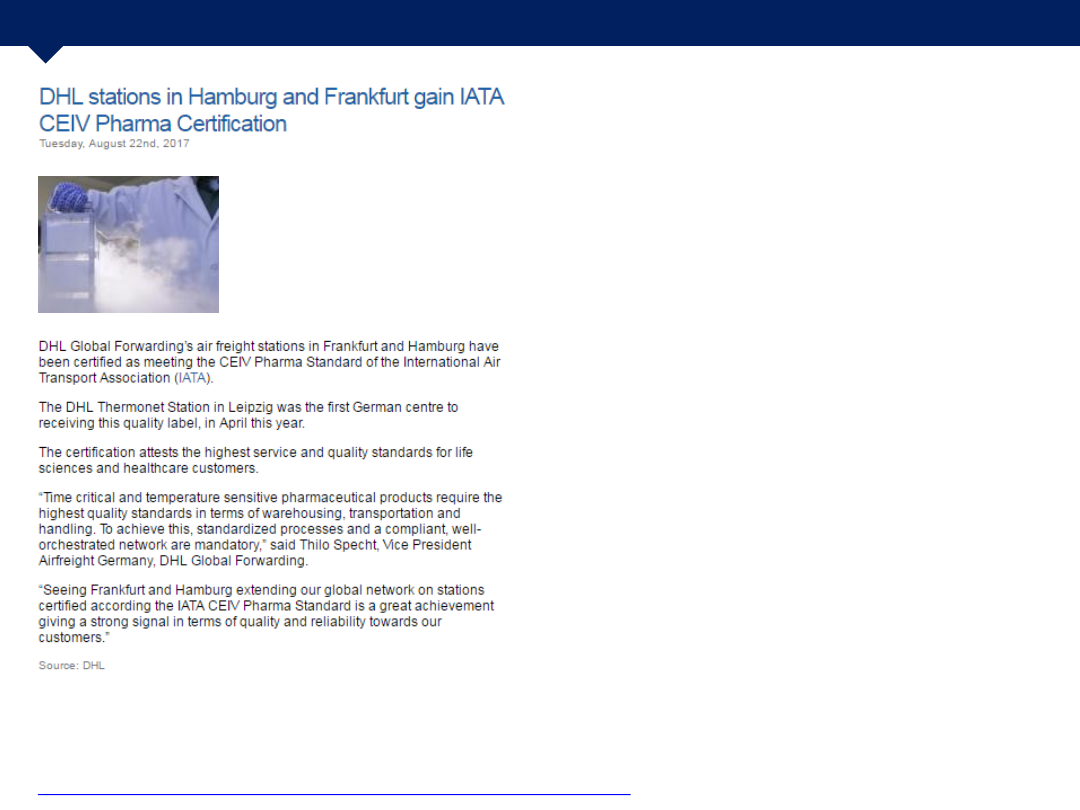 DHL stations in Hamburg and Frankfurt gain IATA
CEIV Pharma Certification
Tuesday, August 22nd, 2017
DHL Global Forwarding's air freight stations in Frankfurt and Hamburg have
been certified as meeting the CEIV Pharma Standard of the International Air
Transport Association (IATA).
The DHL Thermonet Station in Leipzig was the first German centre to
receiving this quality label, in April this year.
The certification attests the highest service and quality standards for life
sciences and healthcare customers.
“Time critical and temperature sensitive pharmaceutical products require the
highest quality standards in terms of warehousing, transportation and
handling. To achieve this, standardized processes and a compliant, well-
orchestrated network are mandatory,” said Thilo Specht, Vice President
Airfreight Germany, DHL Global Forwarding.
“Seeing Frankfurt and Hamburg extending our global network on stations
certified according the IATA CEIV Pharma Standard is a great achievement
giving a strong signal in terms of quality and reliability towards our
customers.”
Source: DHL